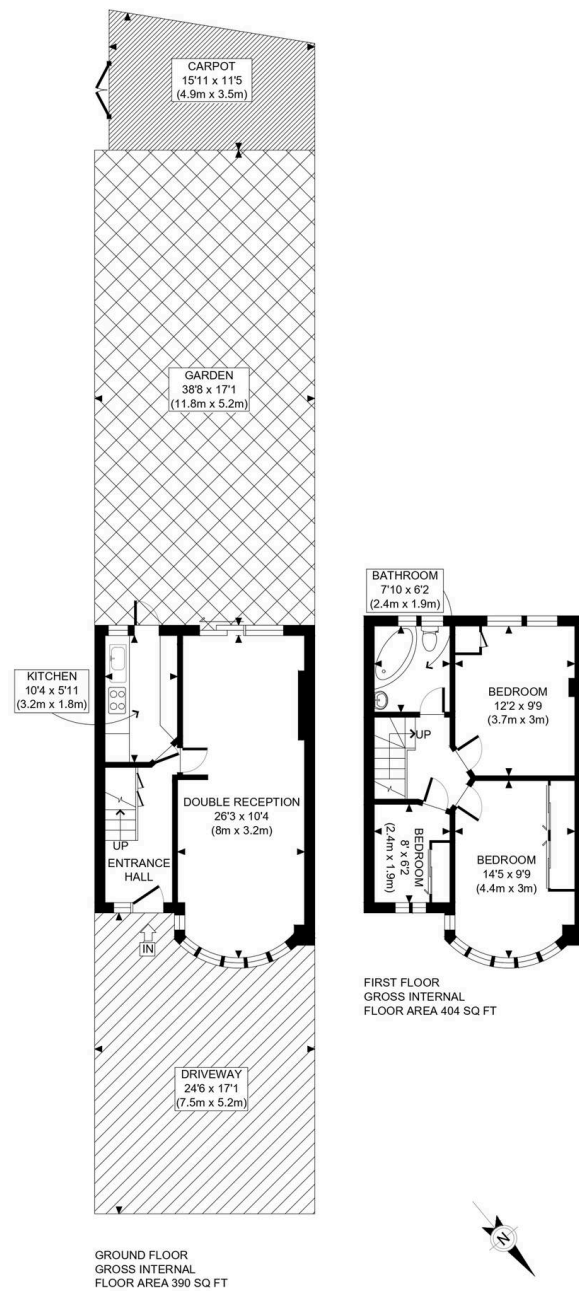 CARPOT
15'11 x 11'5
(4.9m x 3.5m)
GARDEN
38'8 x 17'1
(11.8m x 5.2m)
KITCHEN
10'4 x 5'11
(3.2m x 1.8m)
DOUBLE RECEPTION
26'3 x 10'4
(8m x 3.2m)
UP
ENTRANCE
HALL
IN
DRIVEWAY
24'6 x 17'1
(7.5m x 5.2m)
GROUND FLOOR
GROSS INTERNAL
FLOOR AREA 390 SQ FT
BATHROOM
7'10 x 6'2
(2.4m x 1.9m)
BEDROOM
12'2 x 9'9
(3.7m x 3m)
UP
BEDROOM
8' x 6'2
(2.4m x 1.9m)
BEDROOM
14'5 x 9'9
(4.4m x 3m)
FIRST FLOOR
GROSS INTERNAL
FLOOR AREA 404 SQ FT
N